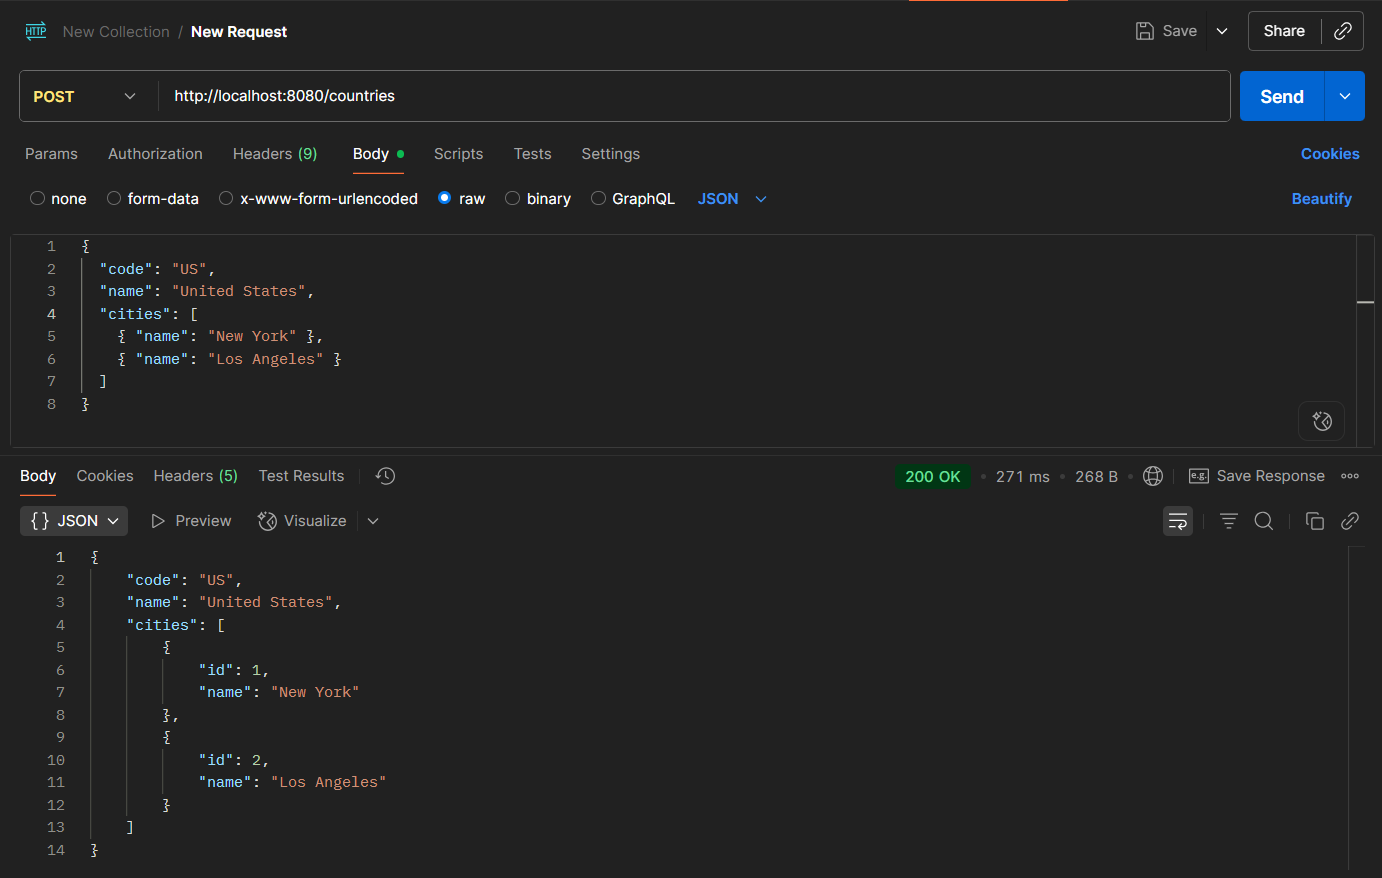 HTTP New Collection / New Request Save Share
POST http://localhost:8080/countries Send
Params Authorization Headers (9) Body Scripts Tests Settings Cookies
none form-data x-www-form-urlencoded raw binary GraphQL JSON Beautify
1 {
2 "code": "US",
3 "name": "United States",
4 "cities": [
5 { "name": "New York" },
6 { "name": "Los Angeles" }
7 ]
8 }
Body Cookies Headers (5) Test Results 200 OK • 271 ms • 268 B • e.g. Save Response
{} JSON Preview Visualize
1 {
2 "code": "US",
3 "name": "United States",
4 "cities": [
5 {
6 "id": 1,
7 "name": "New York"
8 },
9 {
10 "id": 2,
11 "name": "Los Angeles"
12 }
13 ]
14 }